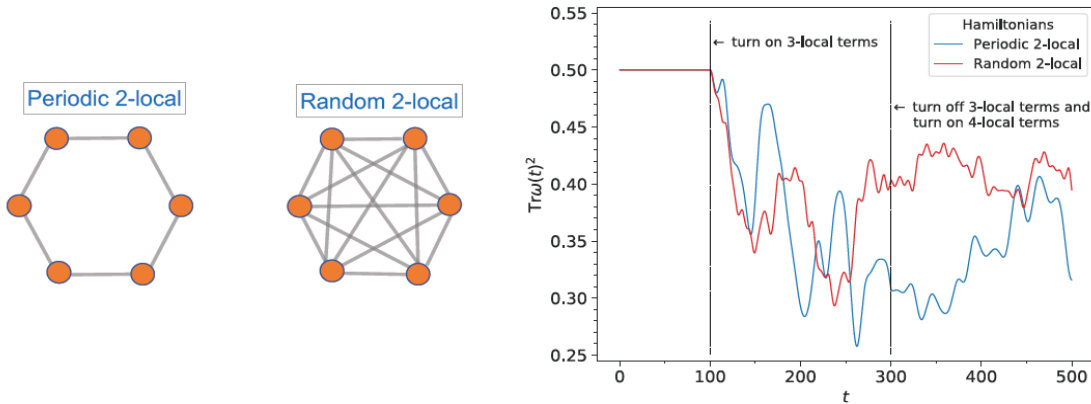 Periodic 2-local
Random 2-local
Hamiltonians
Periodic 2-local
Random 2-local
← turn on 3-local terms
← turn off 3-local terms and
turn on 4-local terms
Trω(t)²
0.55
0.50
0.45
0.40
0.35
0.30
0.25
0
100
200
300
400
500
t